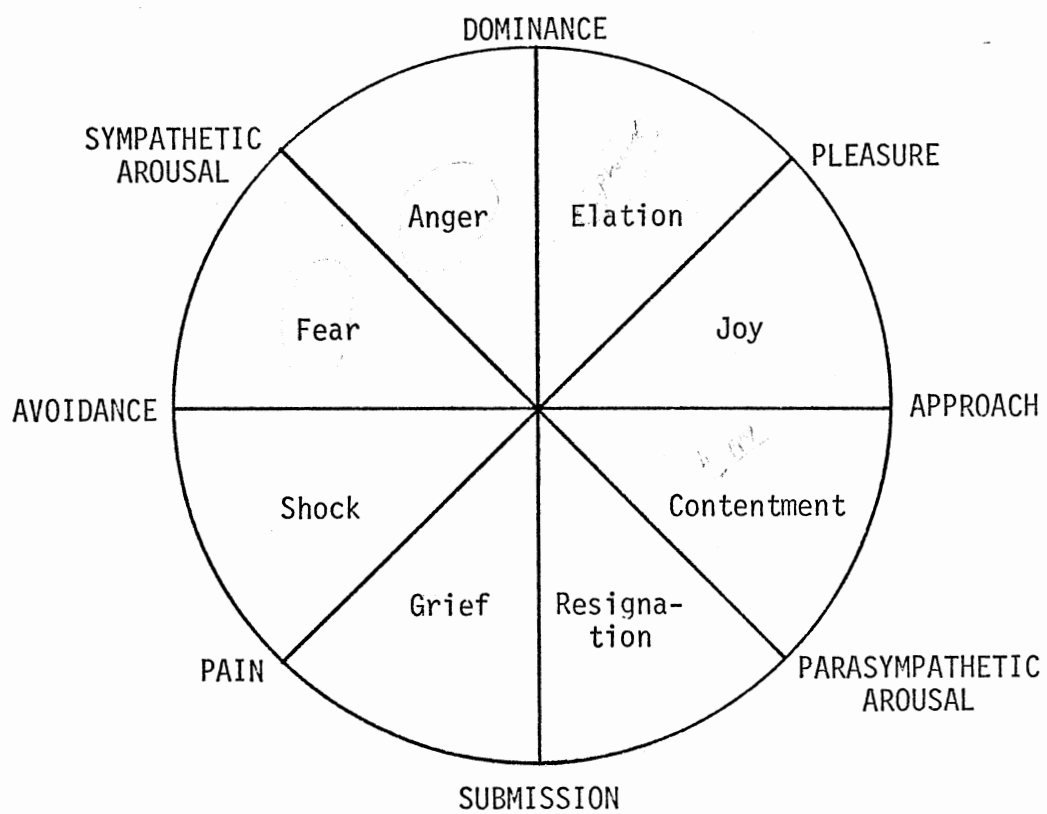 DOMINANCE
SYMPATHETIC
AROUSAL
PLEASURE
Anger
Elation
Fear
Joy
AVOIDANCE
APPROACH
Shock
Contentment
Grief
Resigna-
tion
PAIN
PARASYMPATHETIC
AROUSAL
SUBMISSION